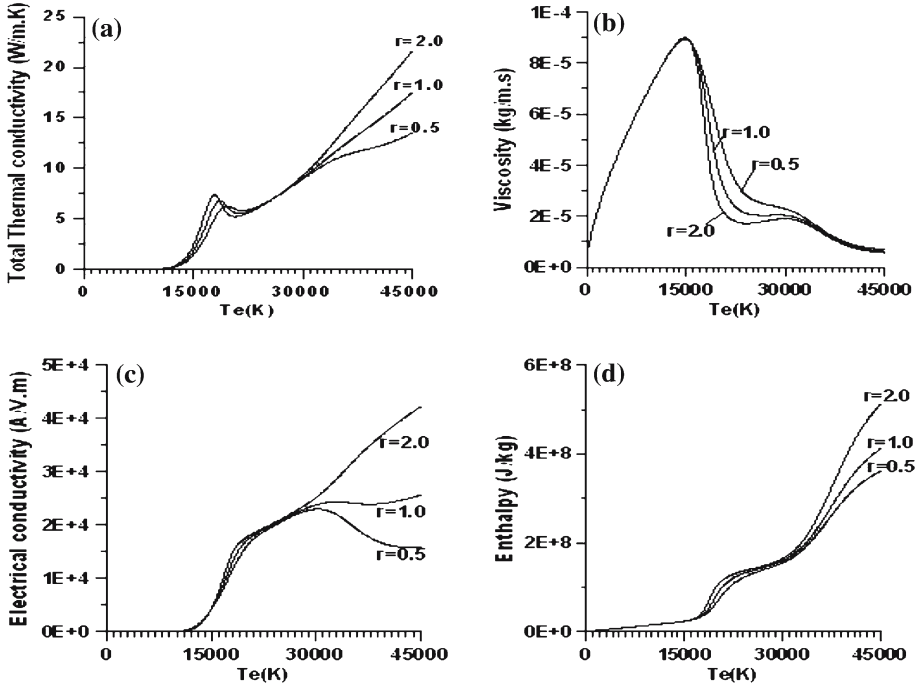 (a)
Total Thermal conductivity (W/m.K)
25
20
15
10
5
0
r=2.0
r=1.0
r=0.5
0 15000 30000 45000
Te(K)
(b)
Viscosity (kg/m.s)
1E-4
8E-5
6E-5
4E-5
2E-5
0E+0
r=1.0
r=0.5
r=2.0
0 15000 30000 45000
Te(K)
(c)
Electrical conductivity (A/V.m)
5E+4
4E+4
3E+4
2E+4
1E+4
0E+0
r=2.0
r=1.0
r=0.5
0 15000 30000 45000
Te(K)
(d)
Enthalpy (J/kg)
6E+8
4E+8
2E+8
0E+0
r=2.0
r=1.0
r=0.5
0 15000 30000 45000
Te(K)